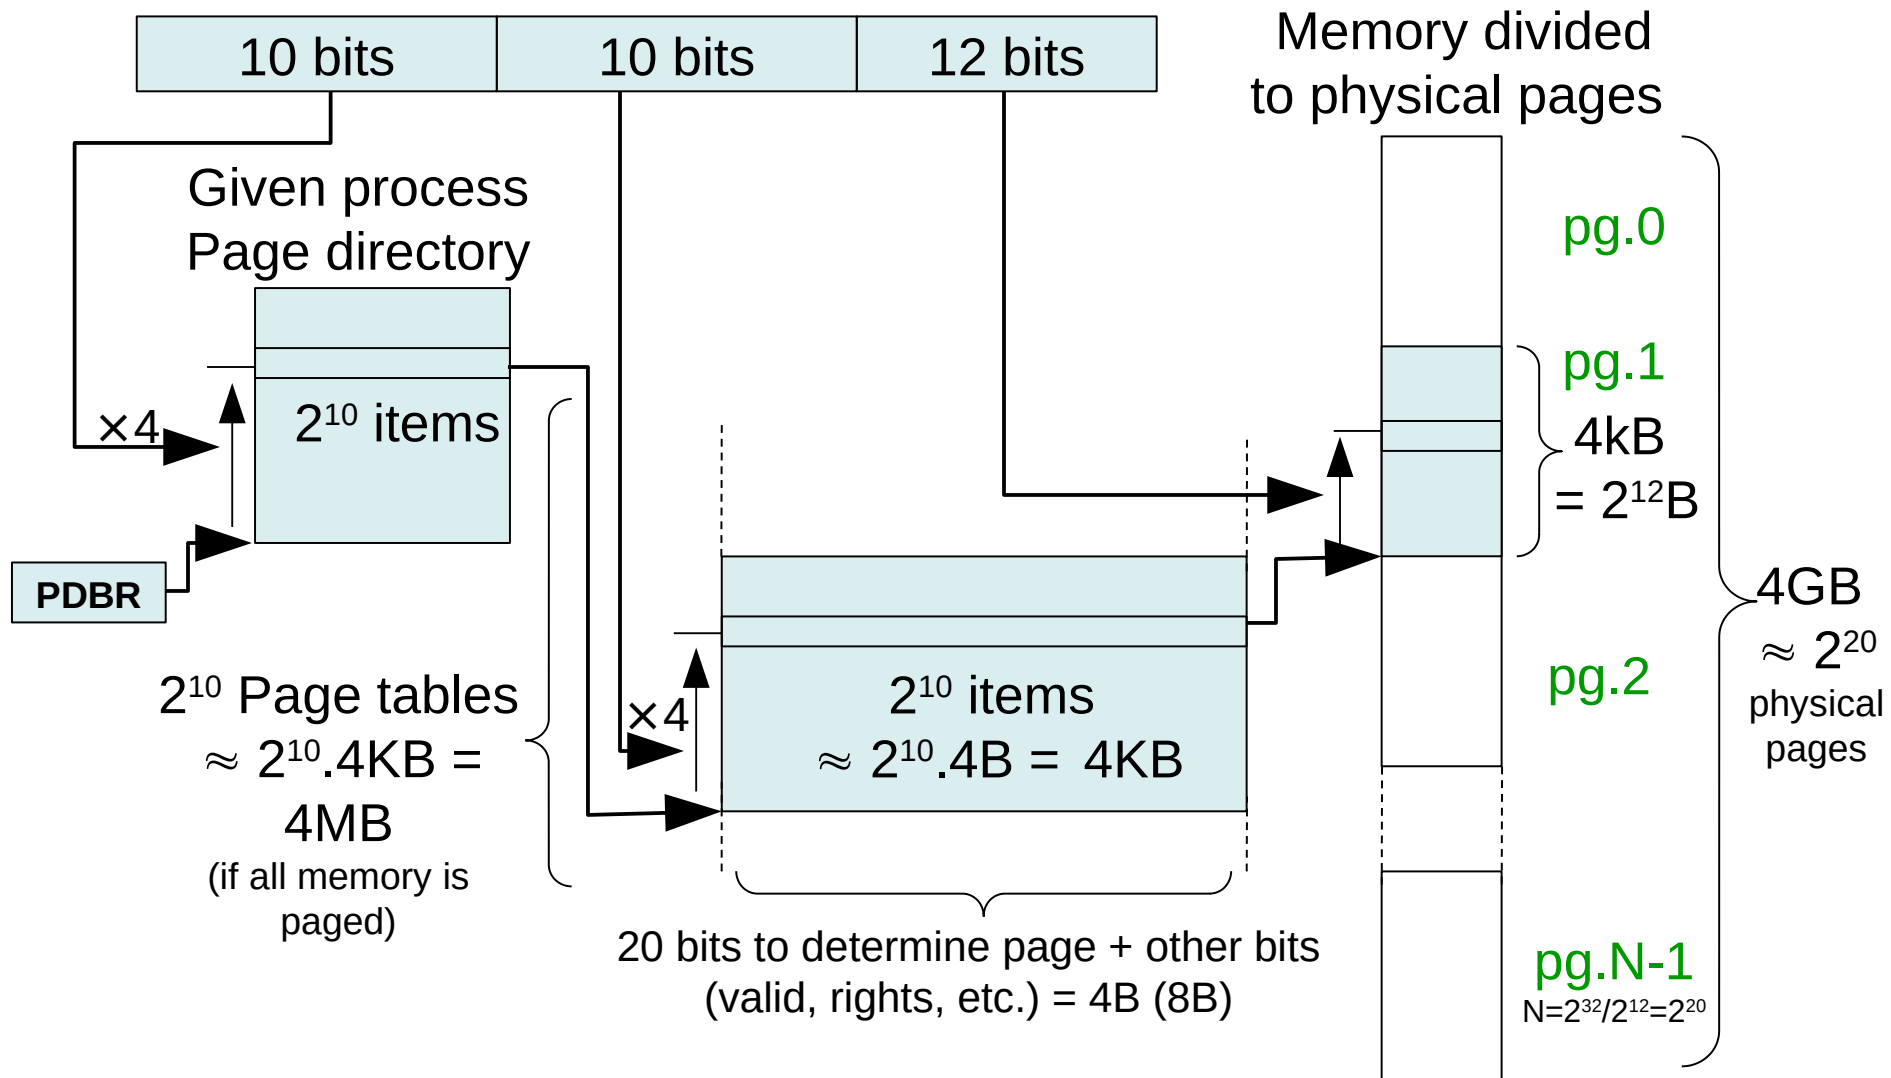 10 bits
10 bits
12 bits
Memory divided
to physical pages
Given process
Page directory
pg.0
pg.1
×4
2¹⁰ items
4kB
= 2¹²B
PDBR
4GB
≈ 2²⁰
physical
pages
pg.2
2¹⁰ Page tables
≈ 2¹⁰.4KB =
4MB
(if all memory is
paged)
×4
2¹⁰ items
≈ 2¹⁰.4B = 4KB
20 bits to determine page + other bits
(valid, rights, etc.) = 4B (8B)
pg.N-1
N=2³²/2¹²=2²⁰